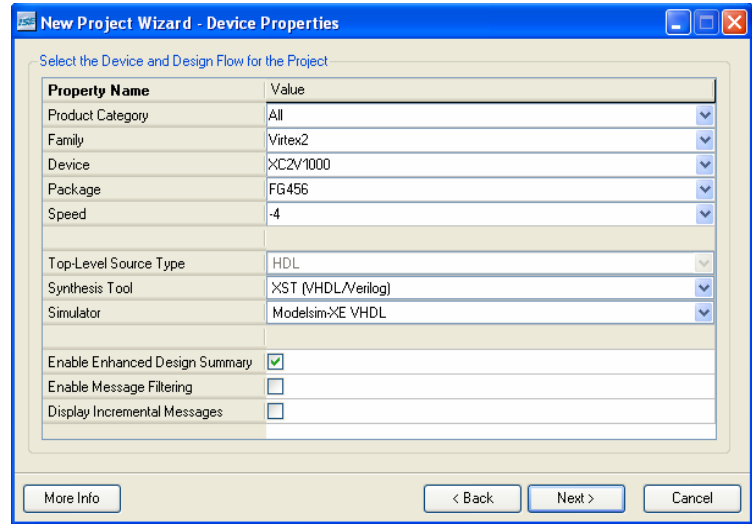 ISE New Project Wizard - Device Properties
Select the Device and Design Flow for the Project
Property Name Value
Product Category All
Family Virtex2
Device XC2V1000
Package FG456
Speed -4
Top-Level Source Type HDL
Synthesis Tool XST (VHDL/Verilog)
Simulator Modelsim-XE VHDL
Enable Enhanced Design Summary
Enable Message Filtering
Display Incremental Messages
More Info < Back Next > Cancel